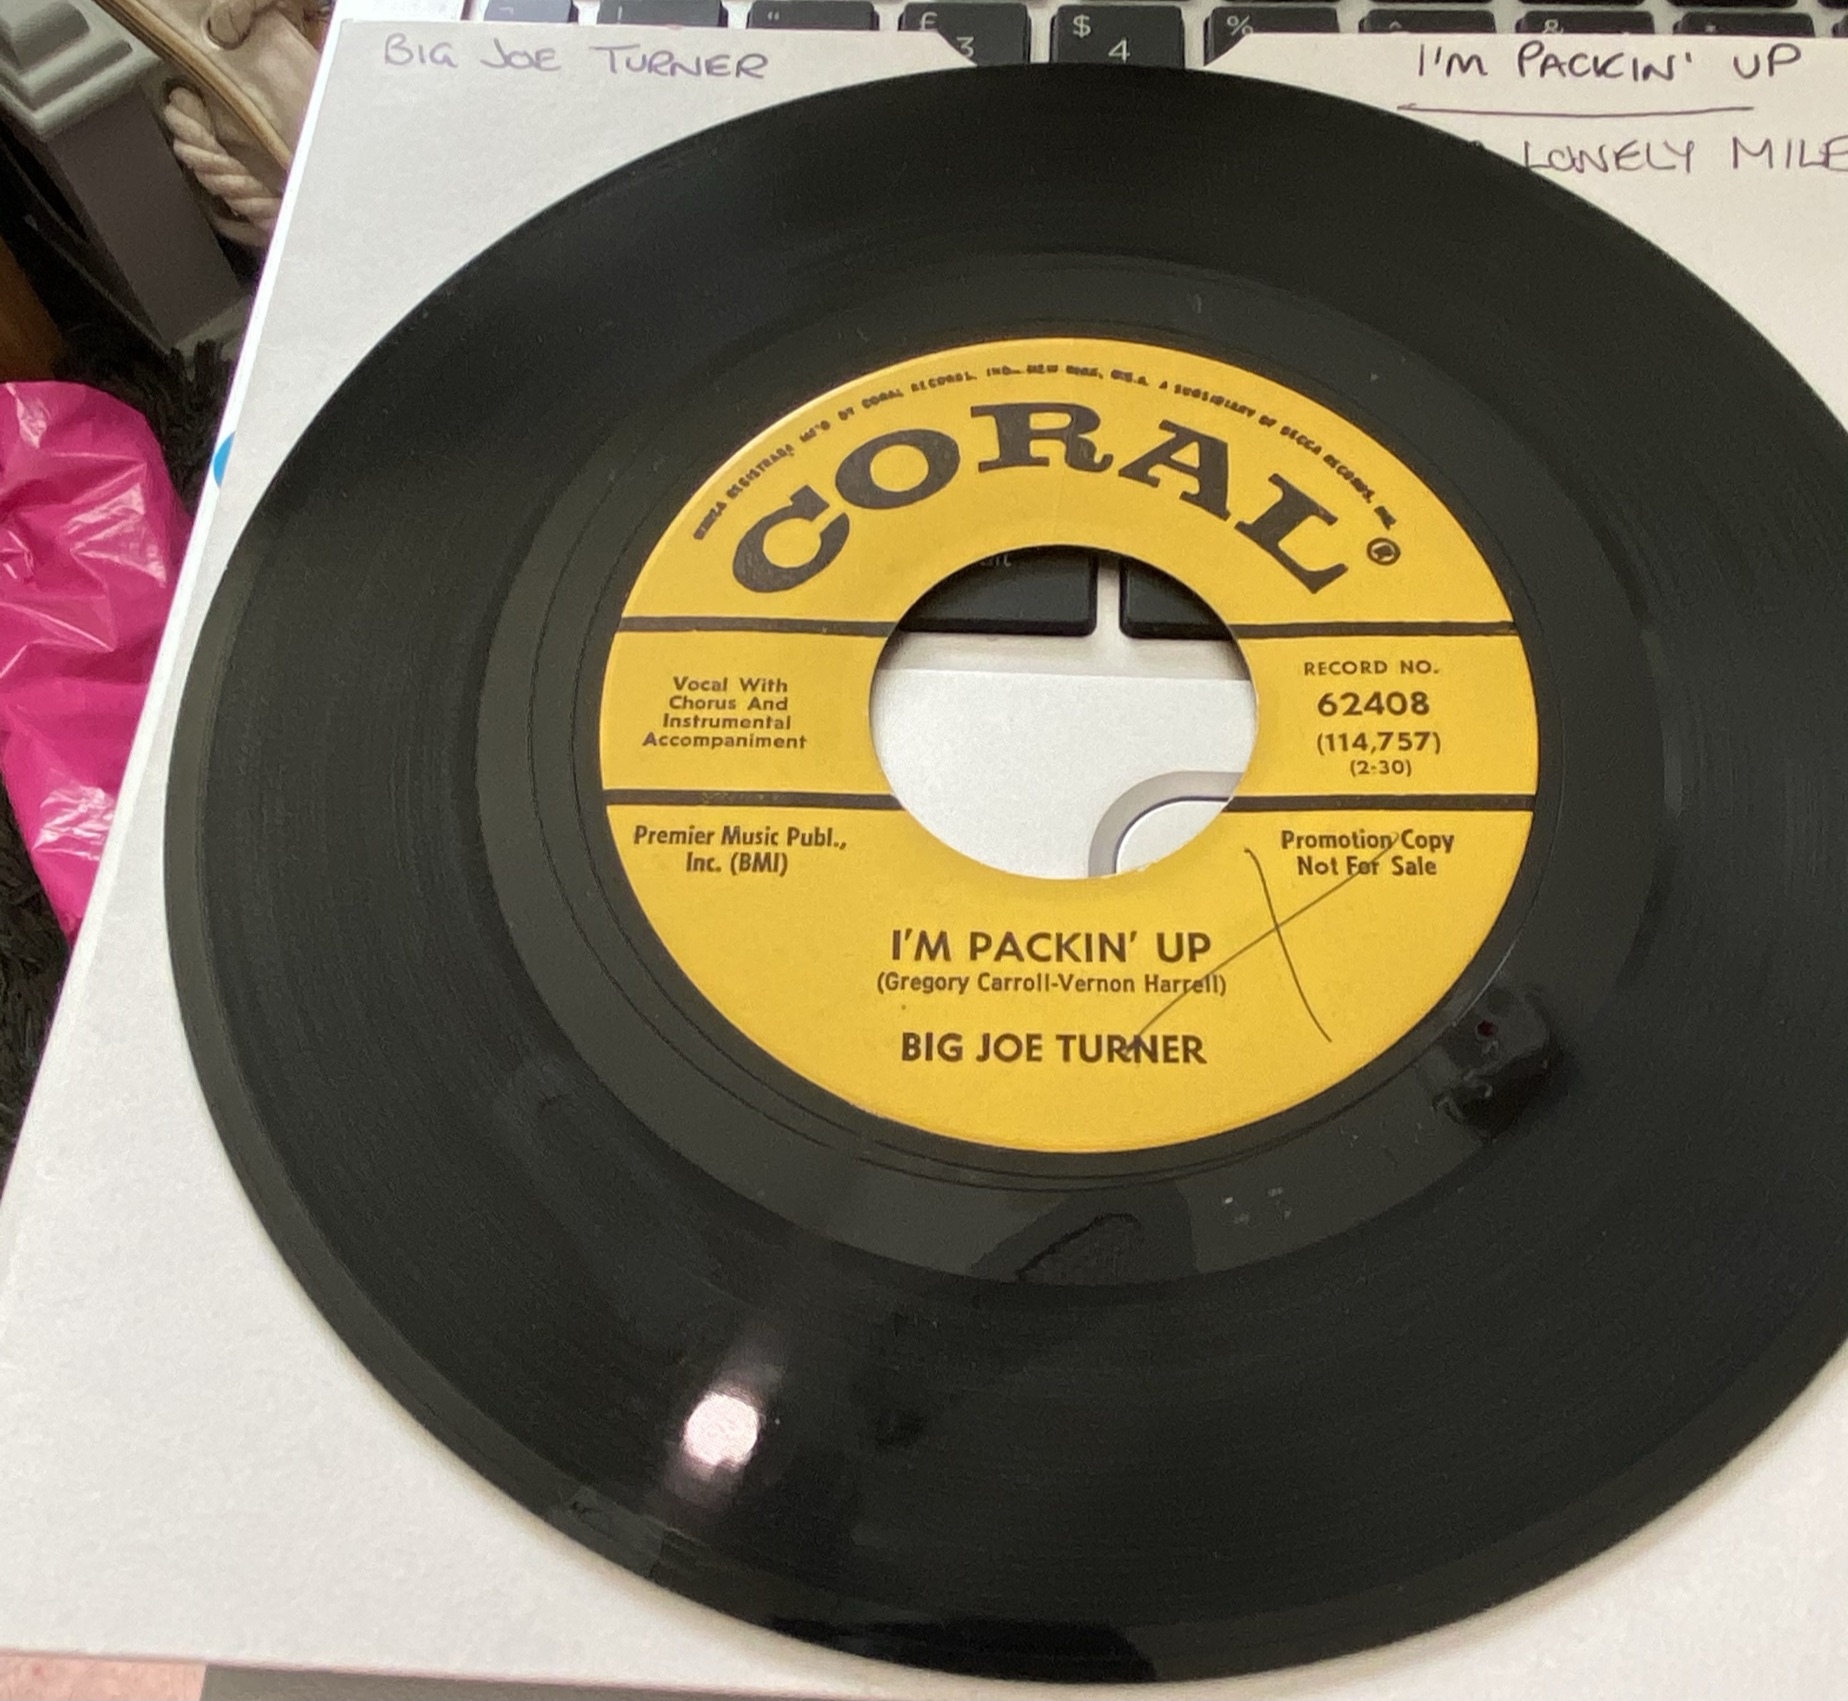 BIG JOE TURNER
I'M PACKIN' UP
LONELY MILE
£
3
$
4
%
&
CORAL®
Vocal With
Chorus And
Instrumental
Accompaniment
RECORD NO.
62408
(114,757)
(2:30)
Premier Music Publ.,
Inc. (BMI)
Promotion Copy
Not For Sale
I'M PACKIN' UP
(Gregory Carroll-Vernon Harrell)
BIG JOE TURNER